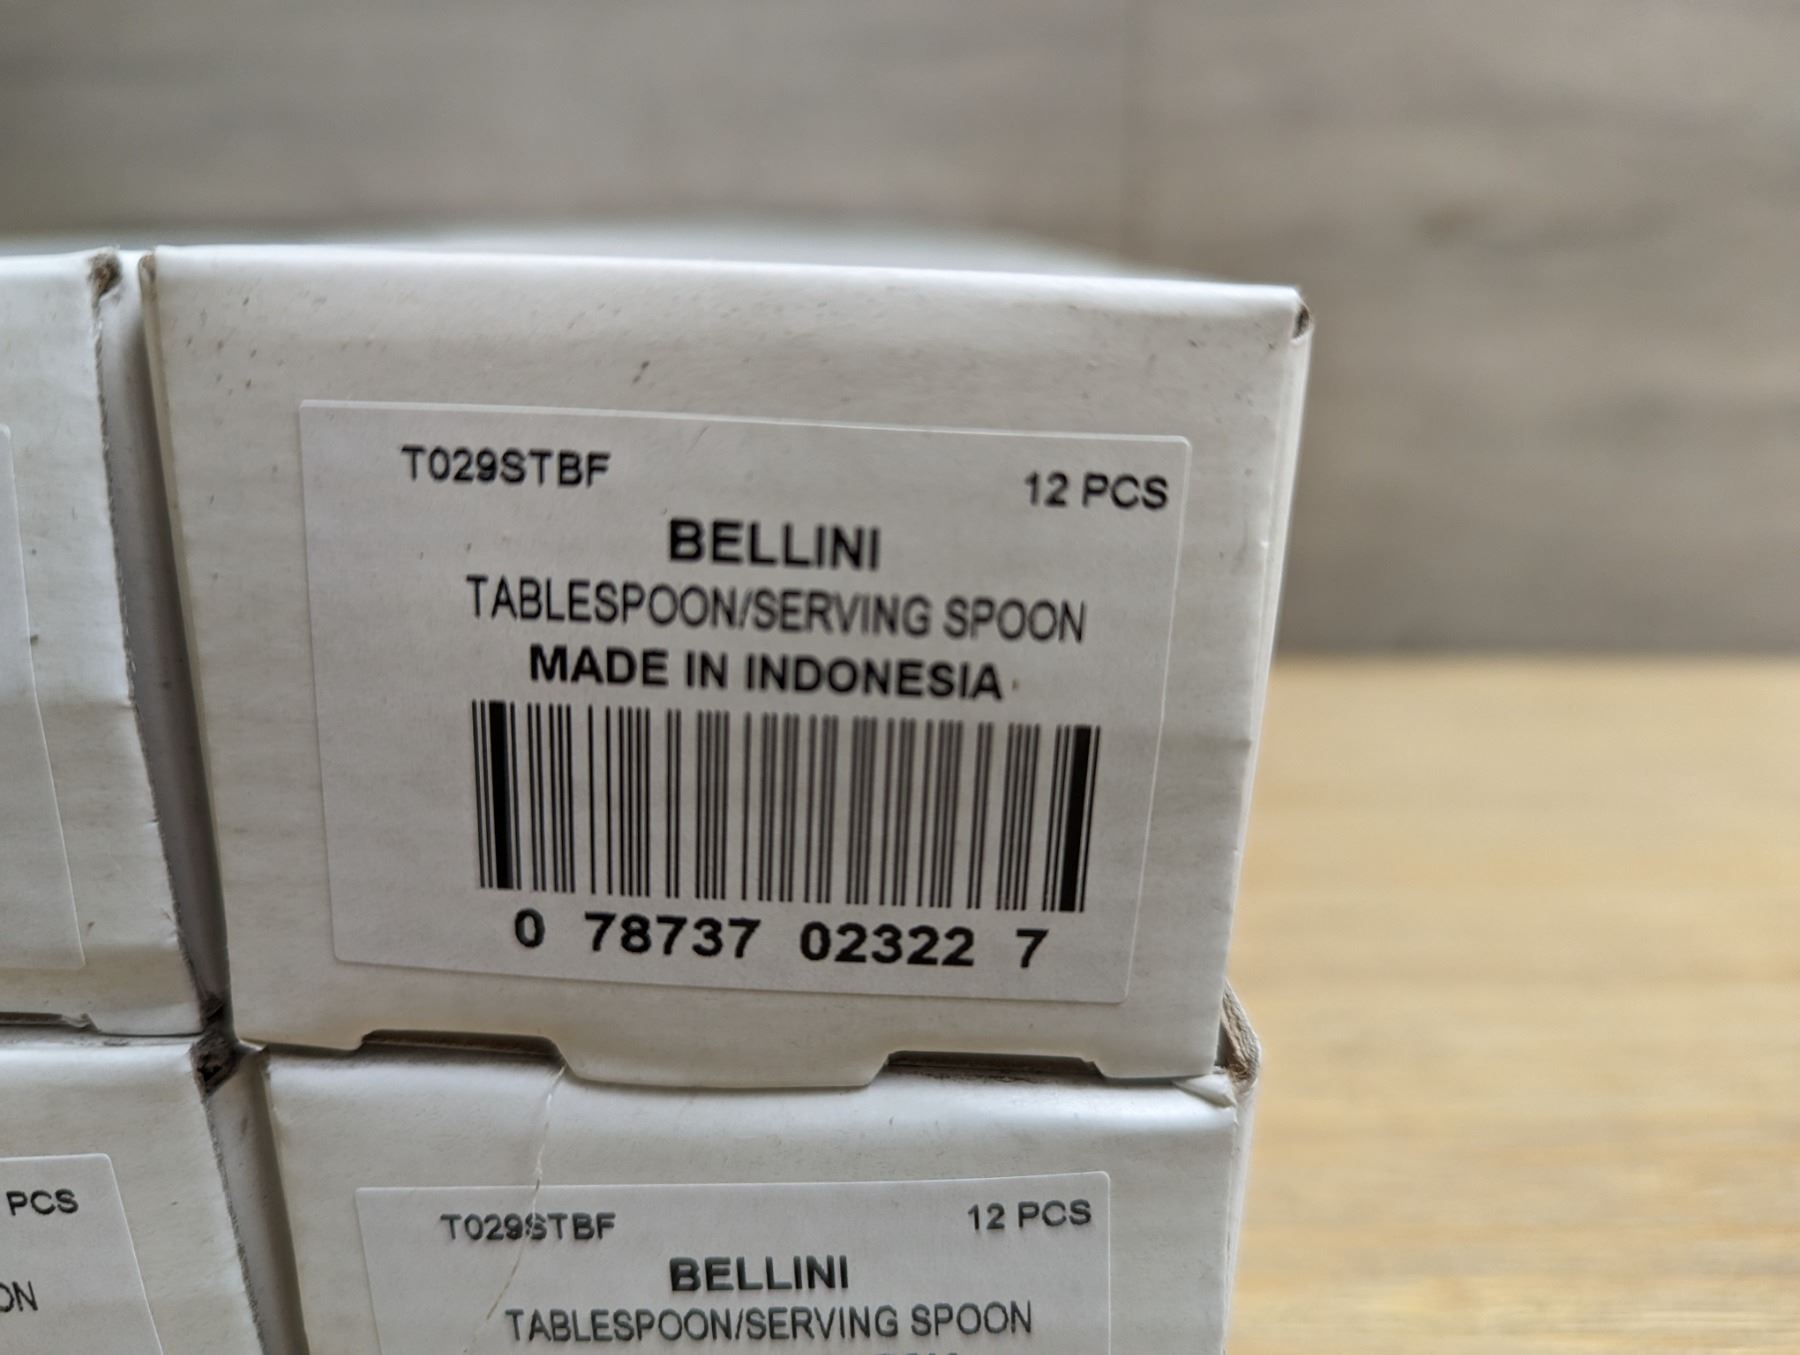 T029STBF 12 PCS
BELLINI
TABLESPOON/SERVING SPOON
MADE IN INDONESIA
0 78737 02322 7
PCS
T029STBF 12 PCS
BELLINI
TABLESPOON/SERVING SPOON